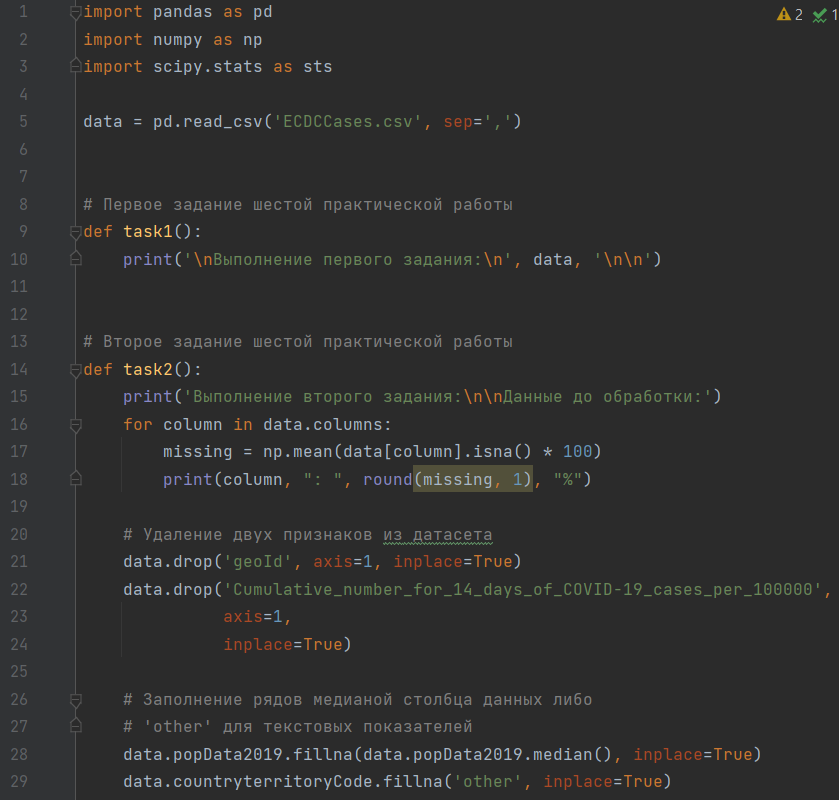 1 import pandas as pd
2 import numpy as np
3 import scipy.stats as sts
4
5 data = pd.read_csv('ECDCCases.csv', sep=',')
6
7
8 # Первое задание шестой практической работы
9 def task1():
10     print('\nВыполнение первого задания:\n', data, '\n\n')
11
12
13 # Второе задание шестой практической работы
14 def task2():
15     print('Выполнение второго задания:\n\nДанные до обработки:')
16     for column in data.columns:
17         missing = np.mean(data[column].isna() * 100)
18         print(column, ": ", round(missing, 1), "%")
19
20     # Удаление двух признаков из датасета
21     data.drop('geoId', axis=1, inplace=True)
22     data.drop('Cumulative_number_for_14_days_of_COVID-19_cases_per_100000',
23               axis=1,
24               inplace=True)
25
26     # Заполнение рядов медианой столбца данных либо
27     # 'other' для текстовых показателей
28     data.popData2019.fillna(data.popData2019.median(), inplace=True)
29     data.countryterritoryCode.fillna('other', inplace=True)
2 1